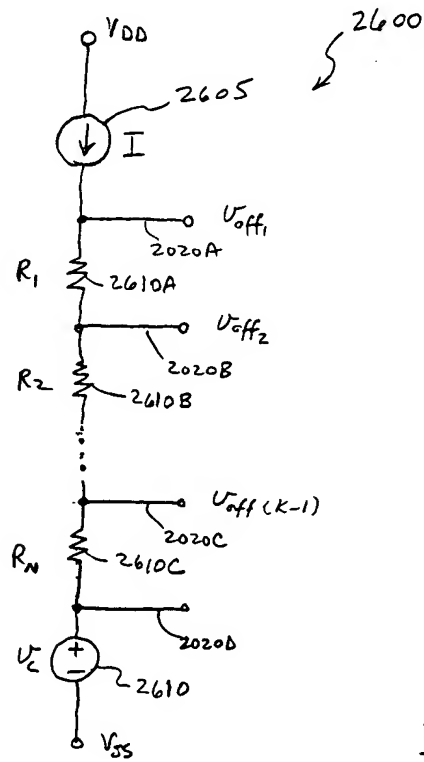 2600
VDD
2605
I
Voff1
2020A
R1
2610A
Voff2
2020B
R2
2610B
Voff(K-1)
2020C
RN
2610C
2020D
Vc
+
−
2610
VSS